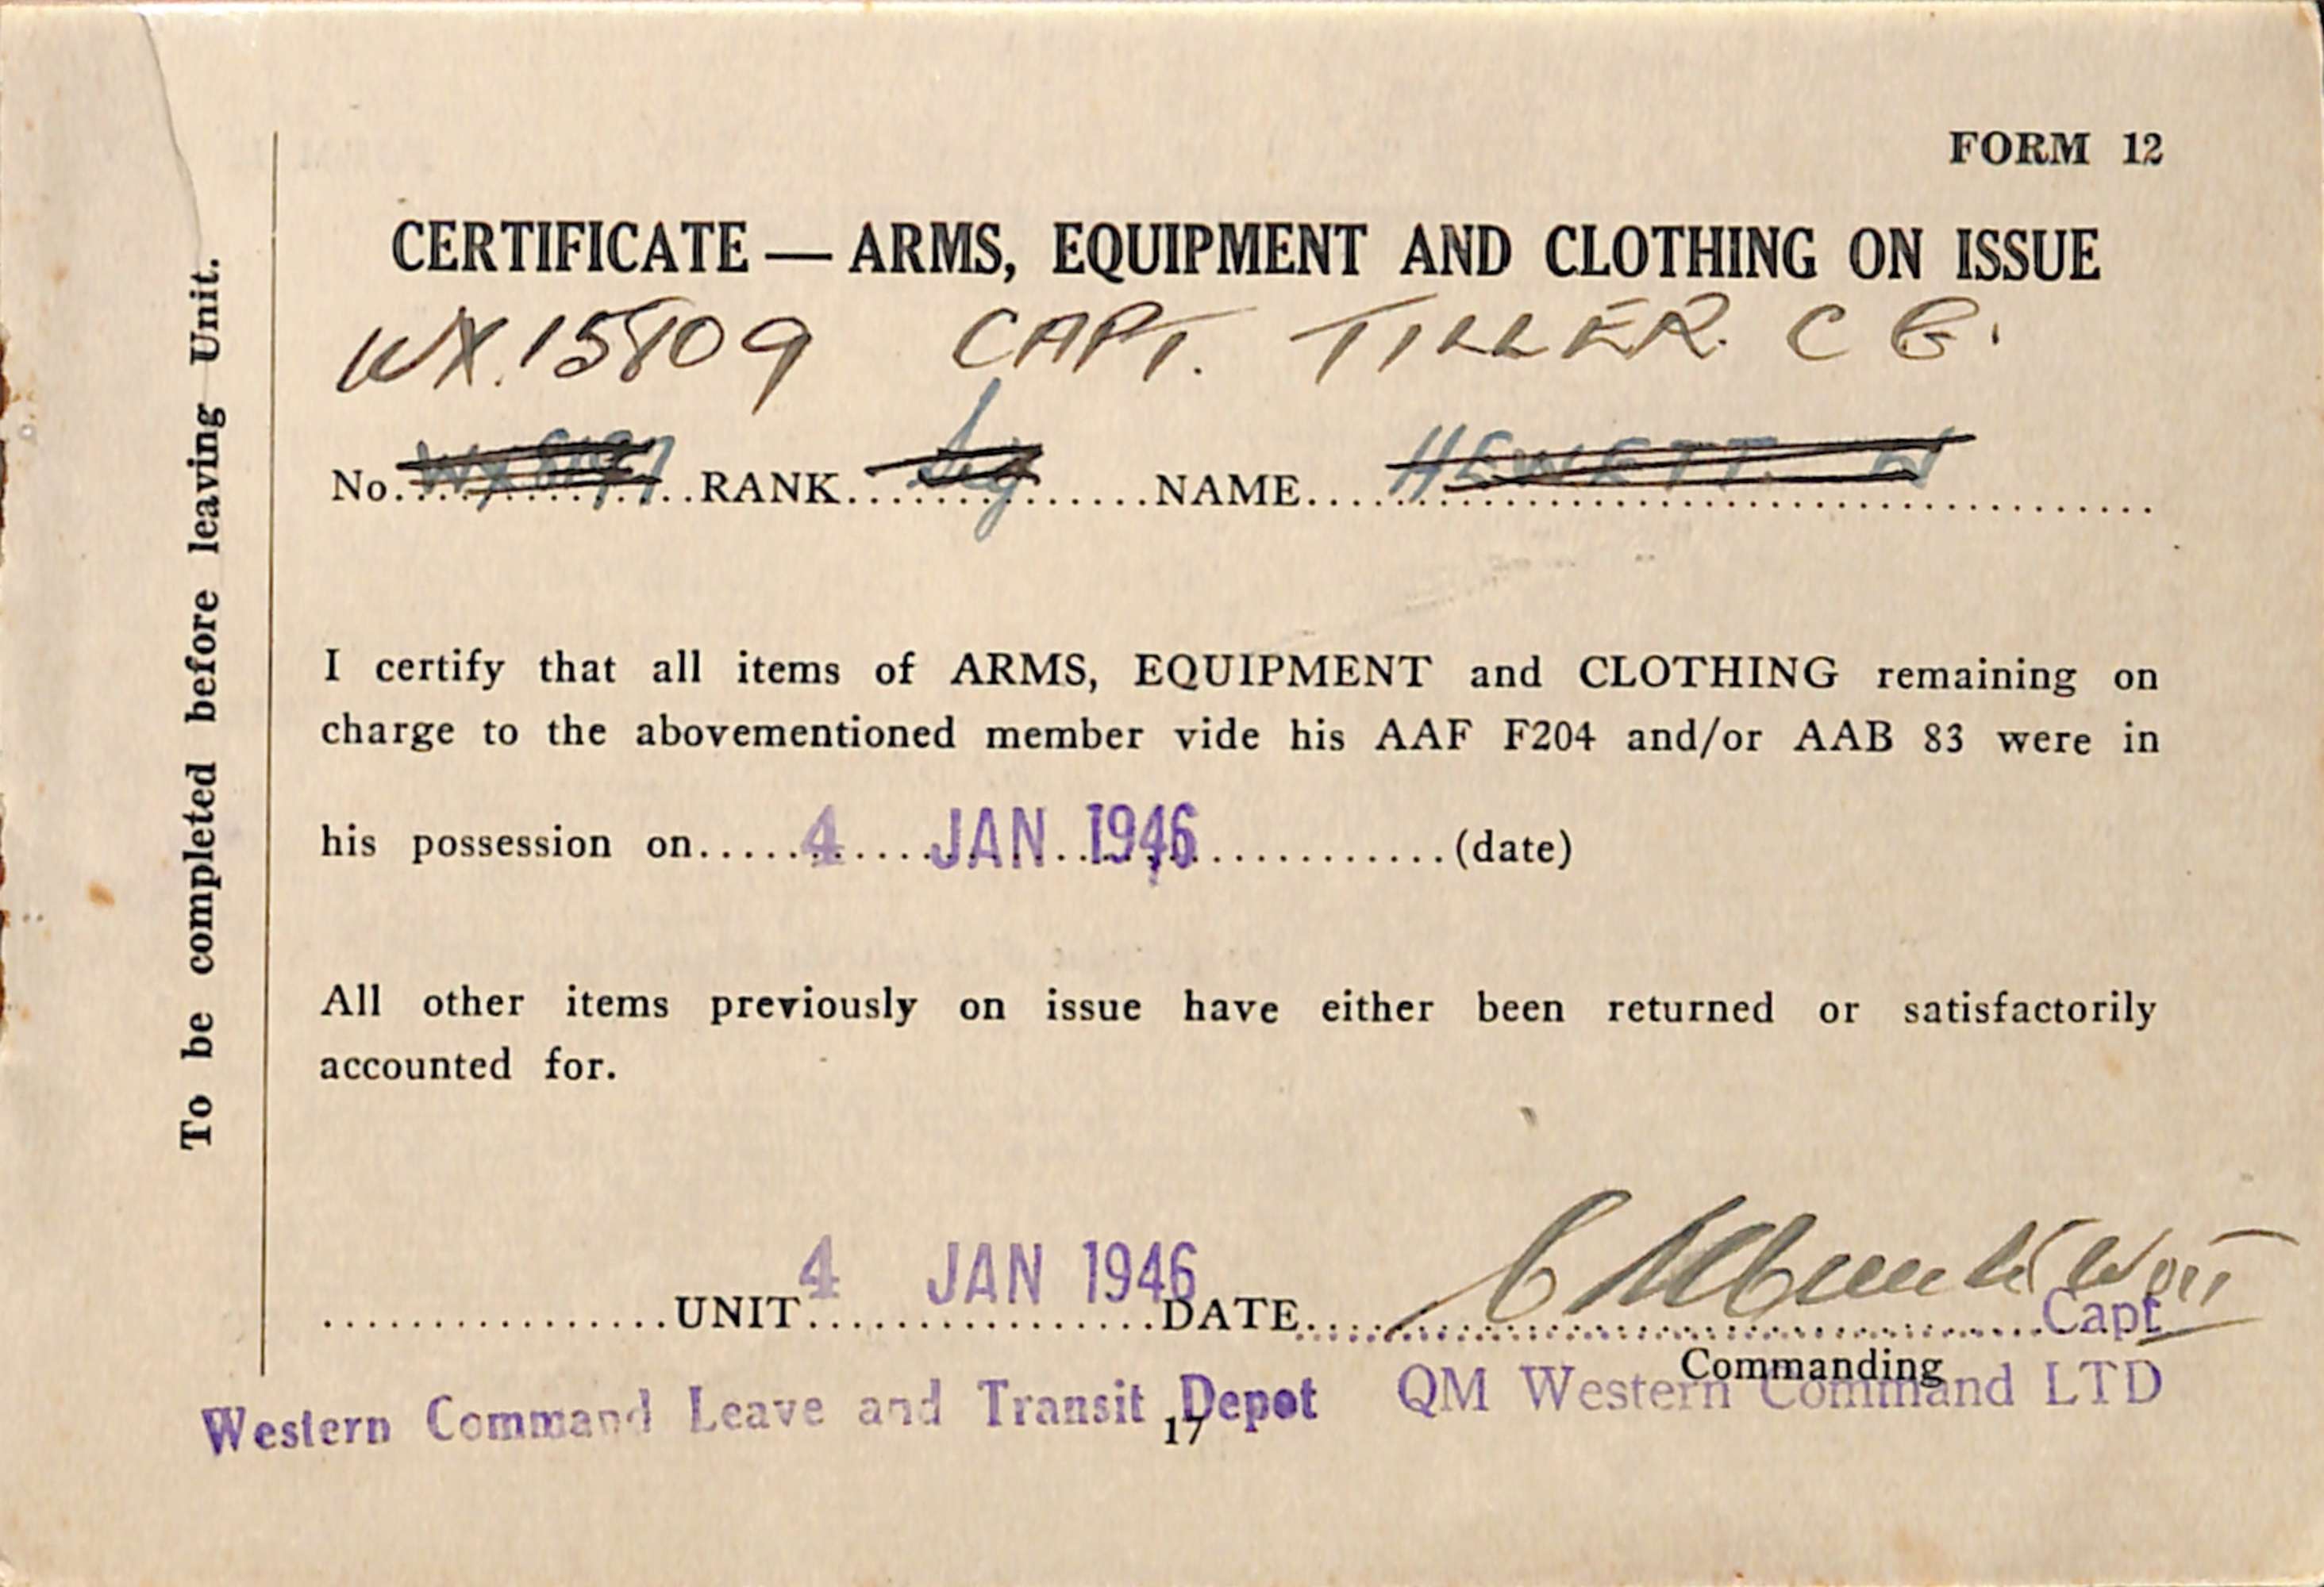 FORM 12
CERTIFICATE — ARMS, EQUIPMENT AND CLOTHING ON ISSUE
WX.15809 CAPT. TILLER. C G.
No. RANK NAME HEWETT. W
I certify that all items of ARMS, EQUIPMENT and CLOTHING remaining on
charge to the abovementioned member vide his AAF F204 and/or AAB 83 were in
his possession on 4 JAN 1946 (date)
All other items previously on issue have either been returned or satisfactorily
accounted for.
UNIT 4 JAN 1946 DATE Capt
Commanding
Western Command Leave and Transit Depot QM Western Command LTD
17
To be completed before leaving Unit.